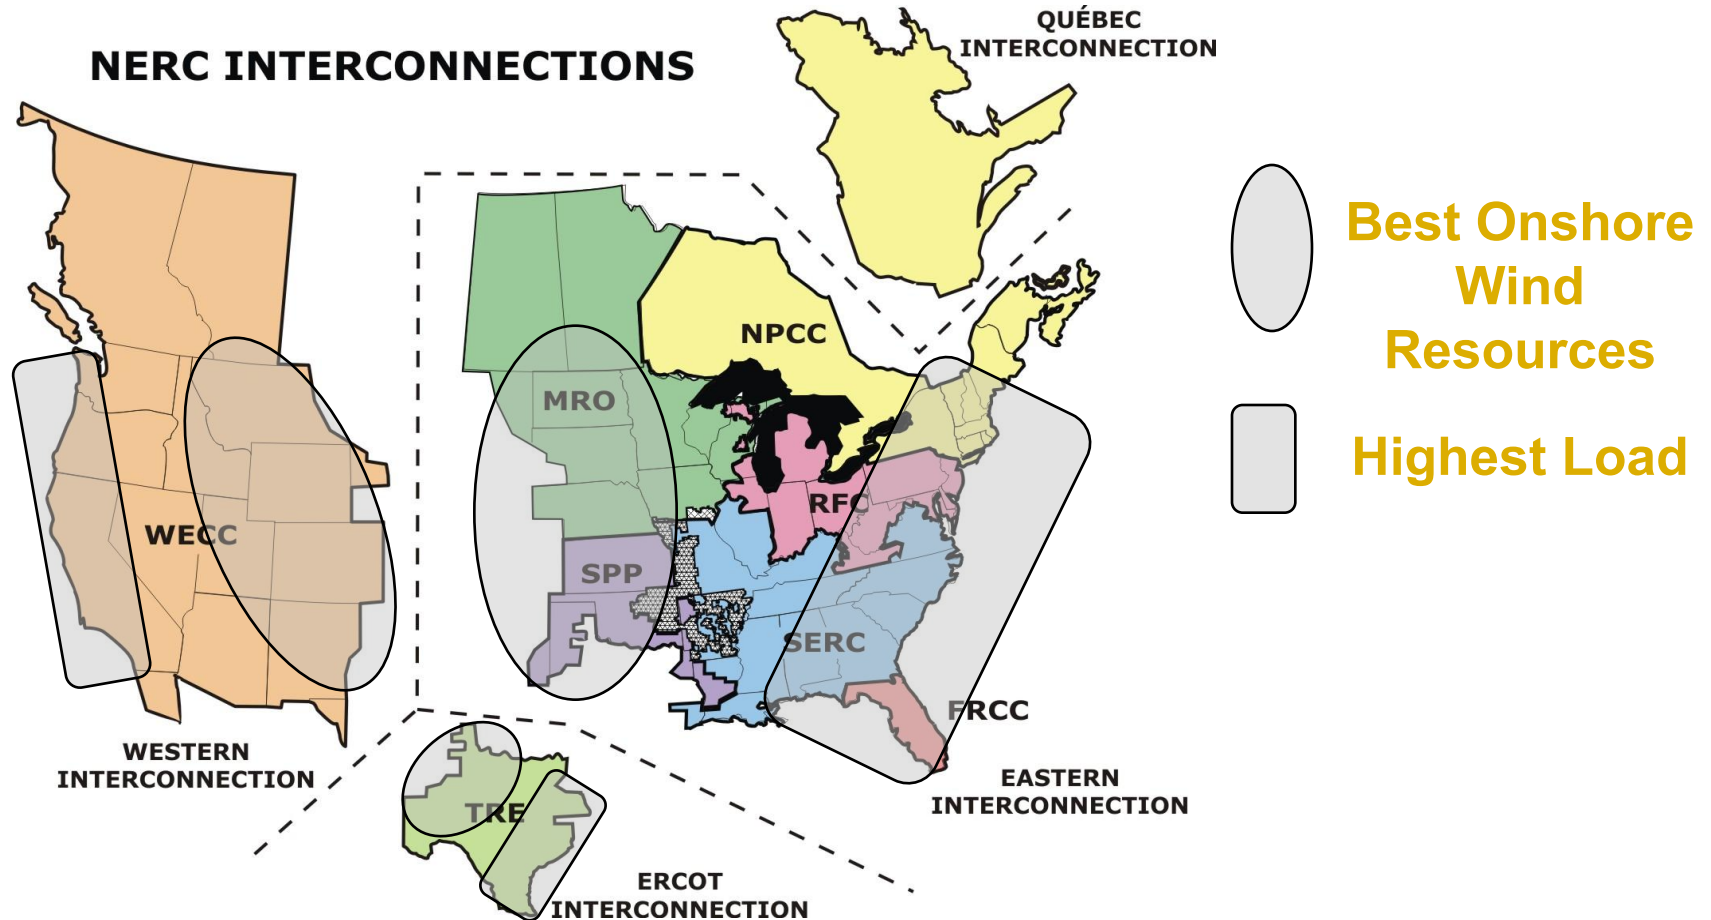 NERC INTERCONNECTIONS
QUÉBEC
INTERCONNECTION
NPCC
MRO
RFC
WECC
SPP
SERC
FRCC
TRE
WESTERN
INTERCONNECTION
EASTERN
INTERCONNECTION
ERCOT
INTERCONNECTION
Best Onshore
Wind
Resources
Highest Load